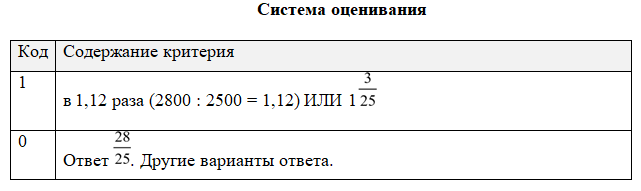 Система оценивания
Код Содержание критерия
1 в 1,12 раза (2800 : 2500 = 1,12) ИЛИ 1 3/25
0 Ответ 28/25. Другие варианты ответа.